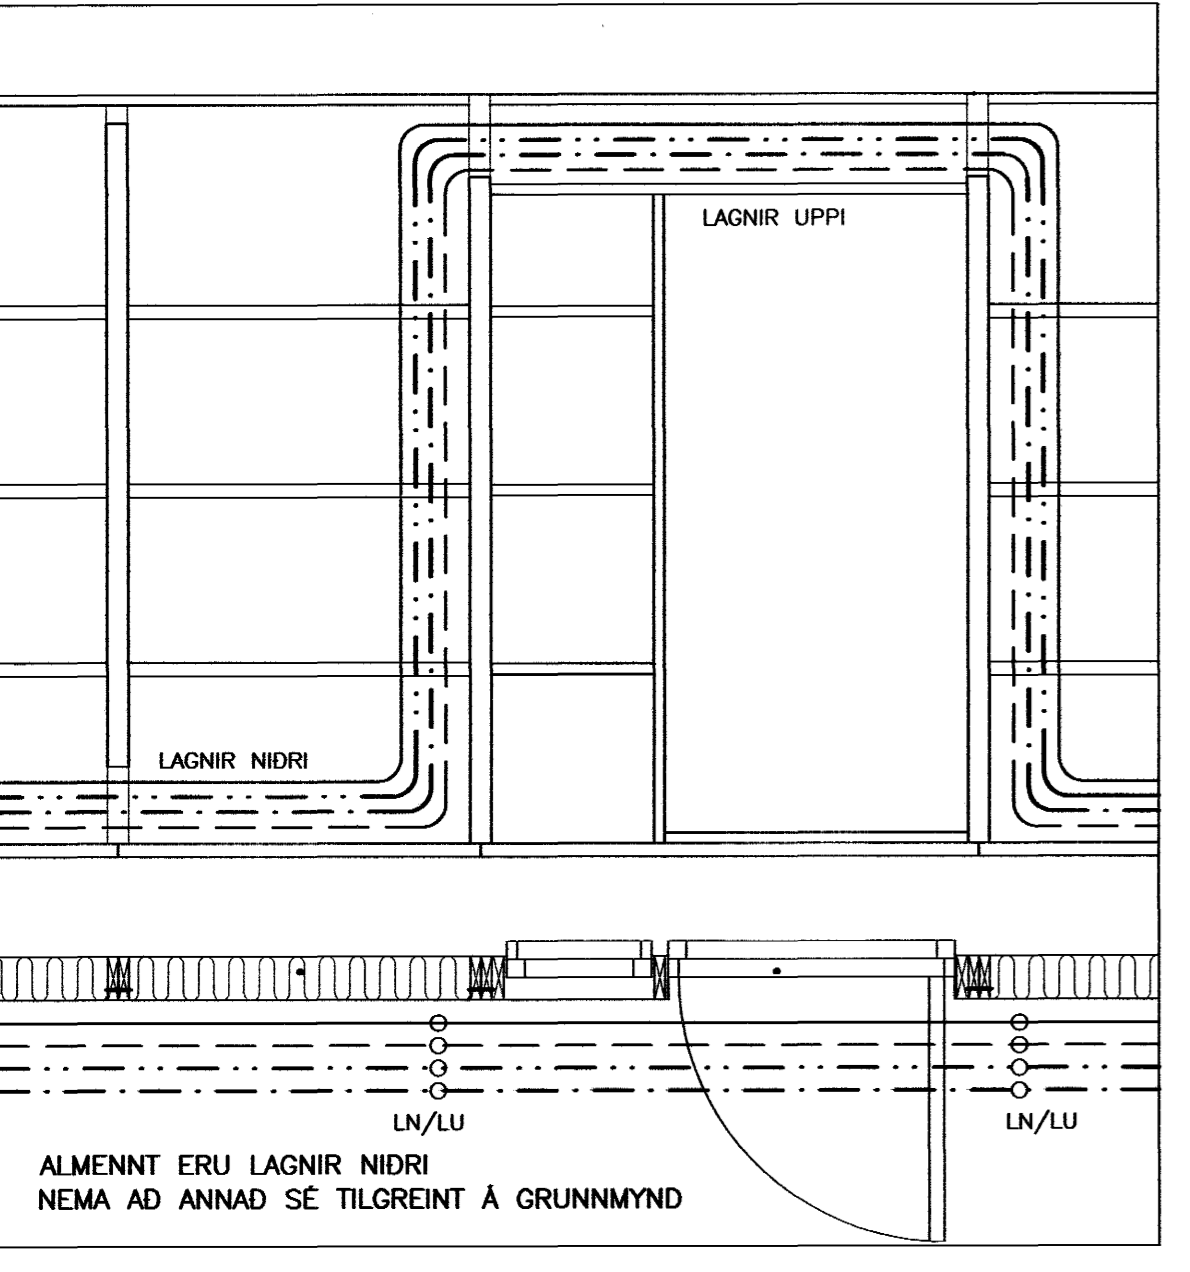 LAGNIR UPPI
LAGNIR NIÐRI
LN/LU
LN/LU
ALMENNT ERU LAGNIR NIÐRI
NEMA AÐ ANNAÐ SÉ TILGREINT Á GRUNNMYND